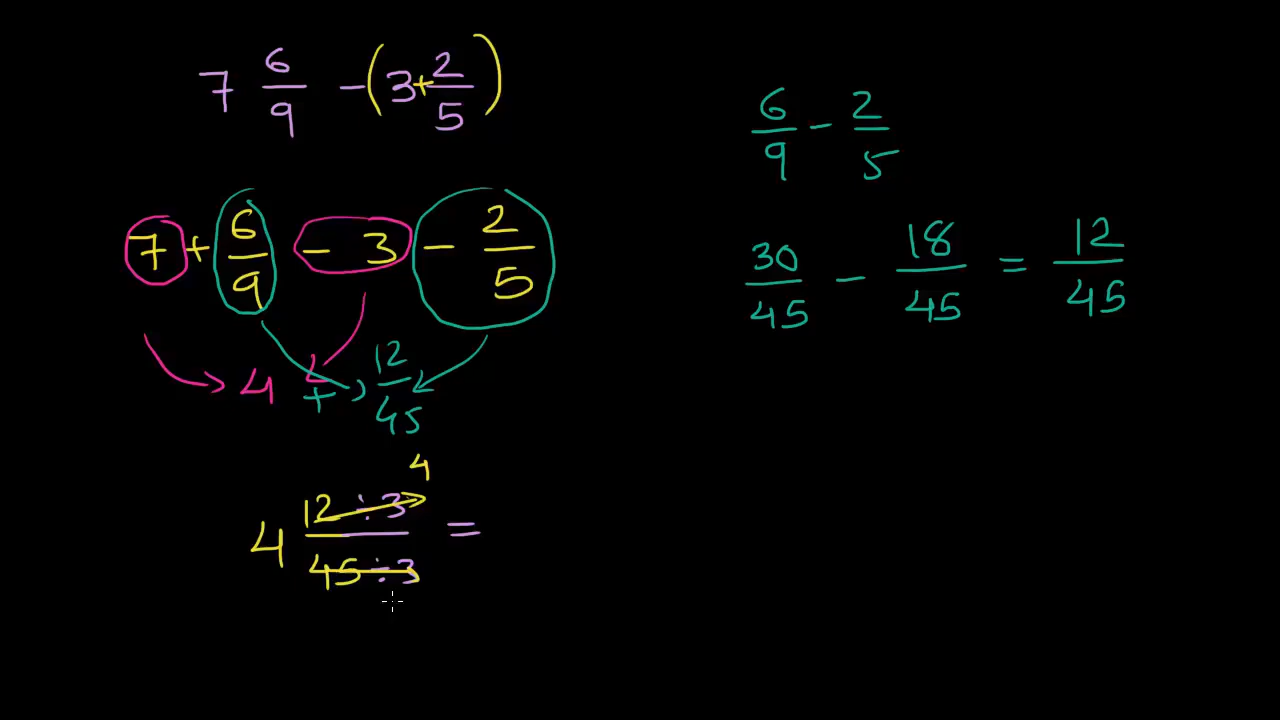 7 6/9 - (3 + 2/5)
7 + 6/9 - 3 - 2/5
4 + 12/45
4
4 12÷3/45÷3 =
6/9 - 2/5
30/45 - 18/45 = 12/45